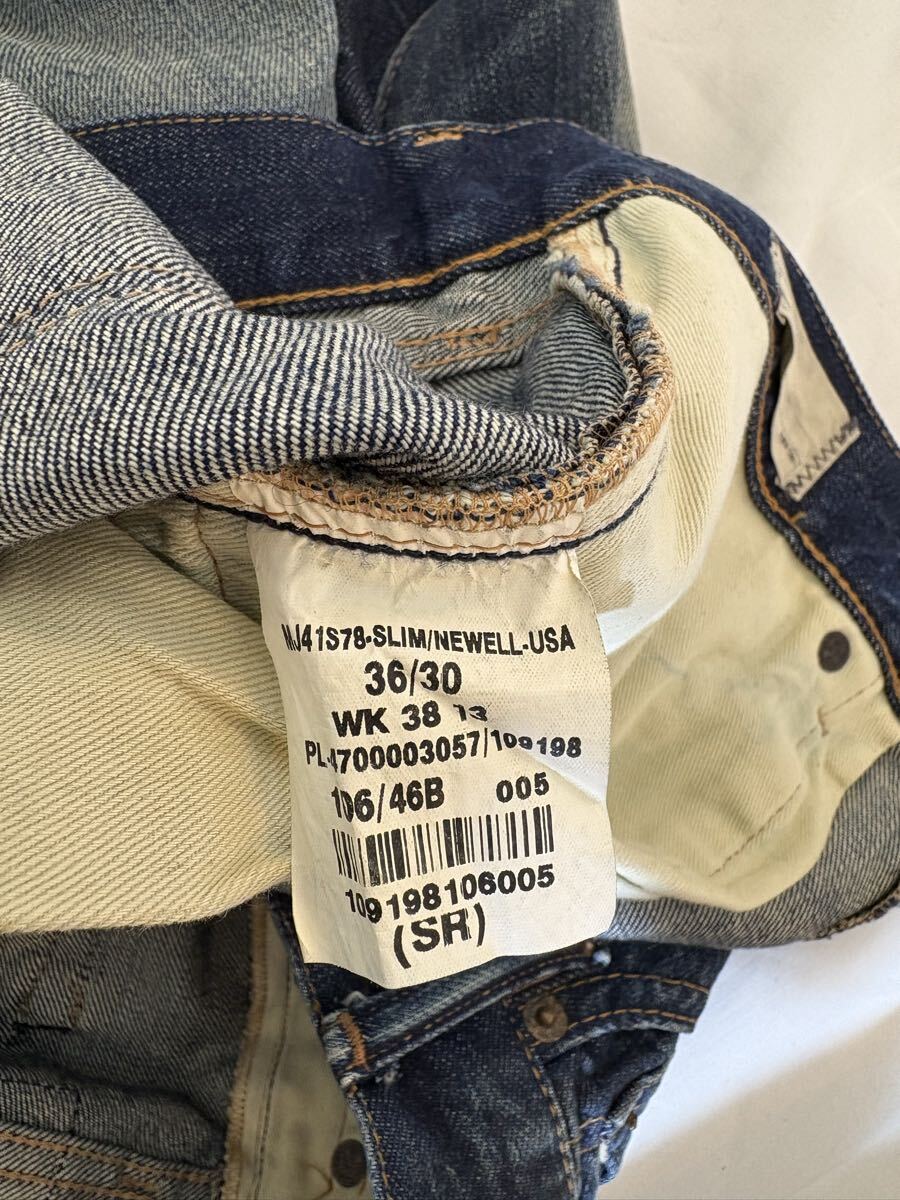 MJ41S78-SLIM/NEWELL-USA
36/30
WK 38 13
PL-4700003057/109198
106/46B 005
109198106005
(SR)